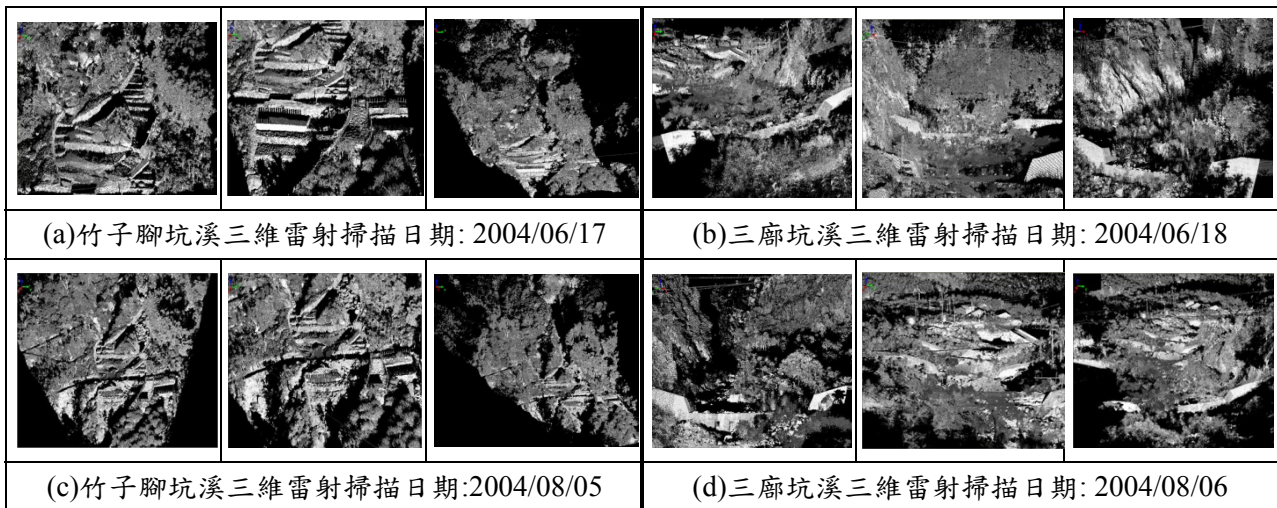 (a)竹子腳坑溪三維雷射掃描日期: 2004/06/17
(b)三廍坑溪三維雷射掃描日期: 2004/06/18
(c)竹子腳坑溪三維雷射掃描日期:2004/08/05
(d)三廍坑溪三維雷射掃描日期: 2004/08/06